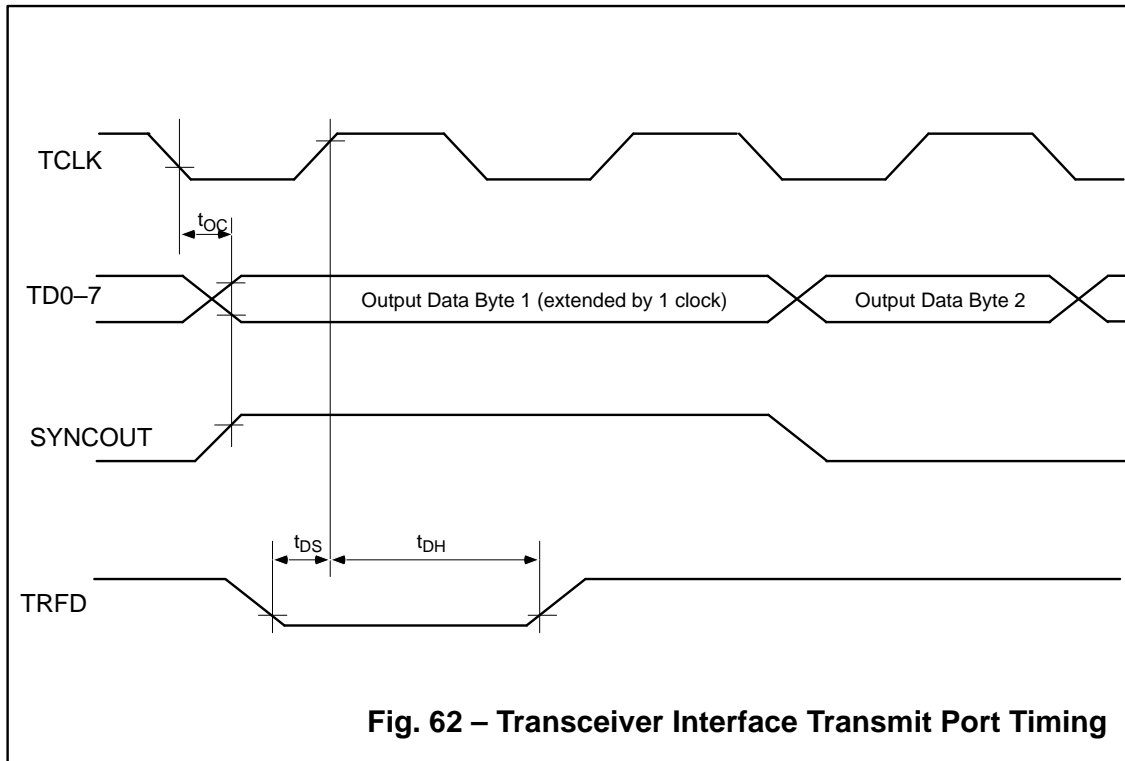 TCLK
tOC
TD0–7
Output Data Byte 1 (extended by 1 clock)
Output Data Byte 2
SYNCOUT
tDS
tDH
TRFD
Fig. 62 – Transceiver Interface Transmit Port Timing